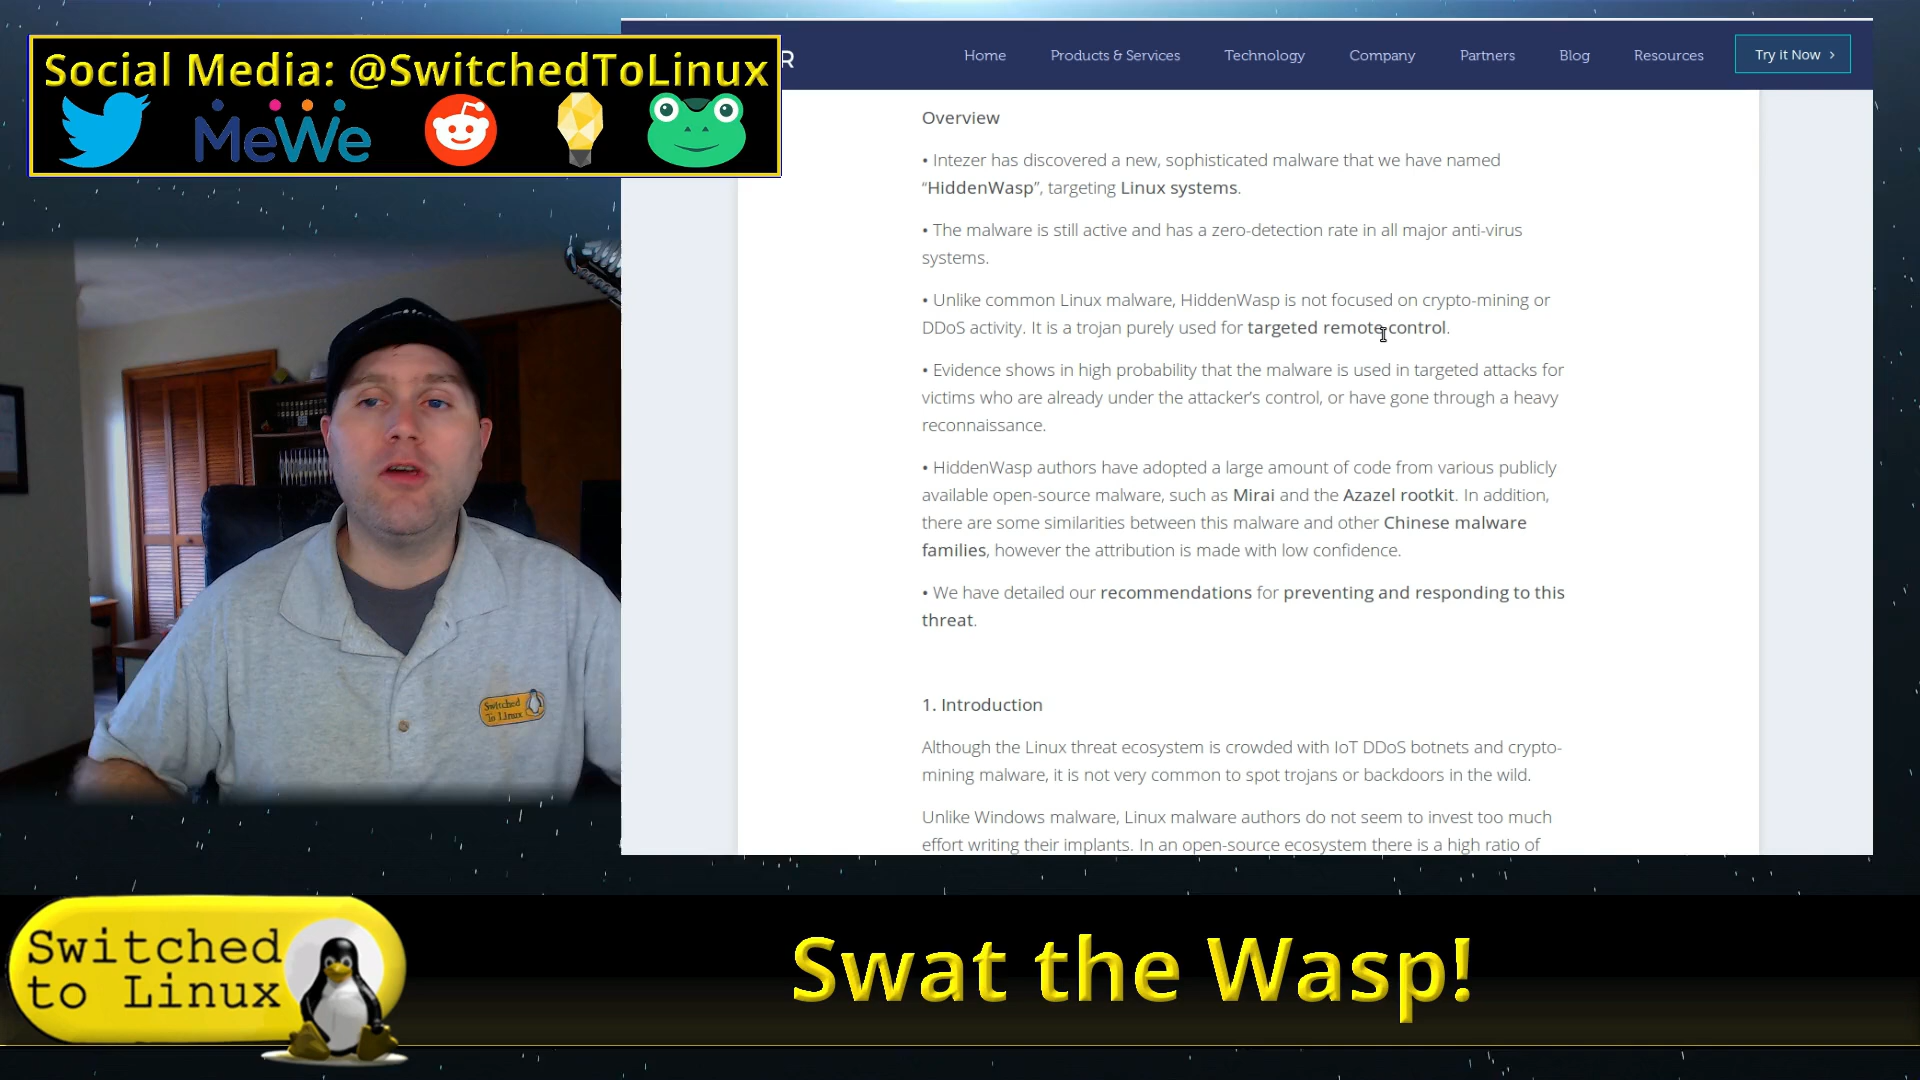 Social Media: @SwitchedToLinux
MeWe
R
Home Products & Services Technology Company Partners Blog Resources Try it Now ›
Overview
• Intezer has discovered a new, sophisticated malware that we have named
“HiddenWasp”, targeting Linux systems.
• The malware is still active and has a zero-detection rate in all major anti-virus
systems.
• Unlike common Linux malware, HiddenWasp is not focused on crypto-mining or
DDoS activity. It is a trojan purely used for targeted remote control.
• Evidence shows in high probability that the malware is used in targeted attacks for
victims who are already under the attacker’s control, or have gone through a heavy
reconnaissance.
• HiddenWasp authors have adopted a large amount of code from various publicly
available open-source malware, such as Mirai and the Azazel rootkit. In addition,
there are some similarities between this malware and other Chinese malware
families, however the attribution is made with low confidence.
• We have detailed our recommendations for preventing and responding to this
threat.
1. Introduction
Although the Linux threat ecosystem is crowded with IoT DDoS botnets and crypto-
mining malware, it is not very common to spot trojans or backdoors in the wild.
Unlike Windows malware, Linux malware authors do not seem to invest too much
effort writing their implants. In an open-source ecosystem there is a high ratio of
Switched
To Linux
Switched
to Linux
Swat the Wasp!